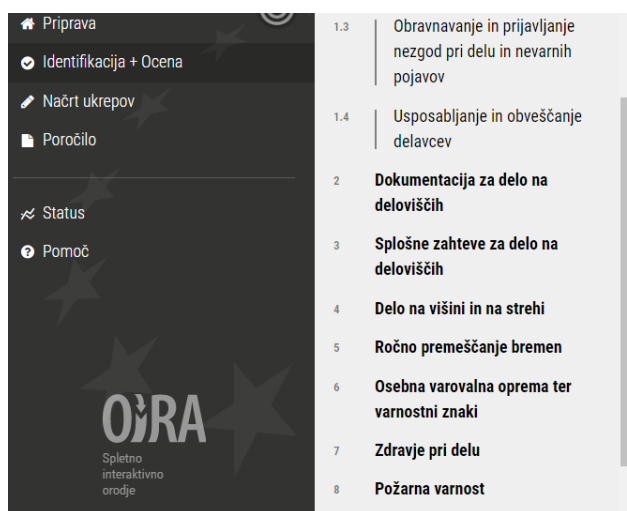 Priprava
Identifikacija + Ocena
Načrt ukrepov
Poročilo
Status
Pomoč
OiRA
Spletno
interaktivno
orodje
1.3 Obravnavanje in prijavljanje
nezgod pri delu in nevarnih
pojavov
1.4 Usposabljanje in obveščanje
delavcev
2 Dokumentacija za delo na
deloviščih
3 Splošne zahteve za delo na
deloviščih
4 Delo na višini in na strehi
5 Ročno premeščanje bremen
6 Osebna varovalna oprema ter
varnostni znaki
7 Zdravje pri delu
8 Požarna varnost